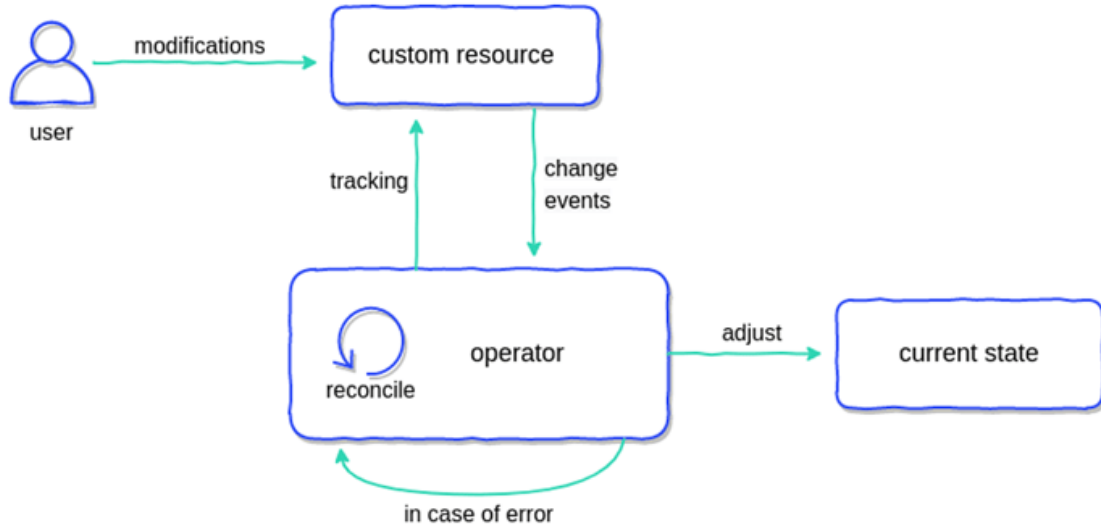 modifications
custom resource
user
tracking
change
events
operator
reconcile
adjust
current state
in case of error